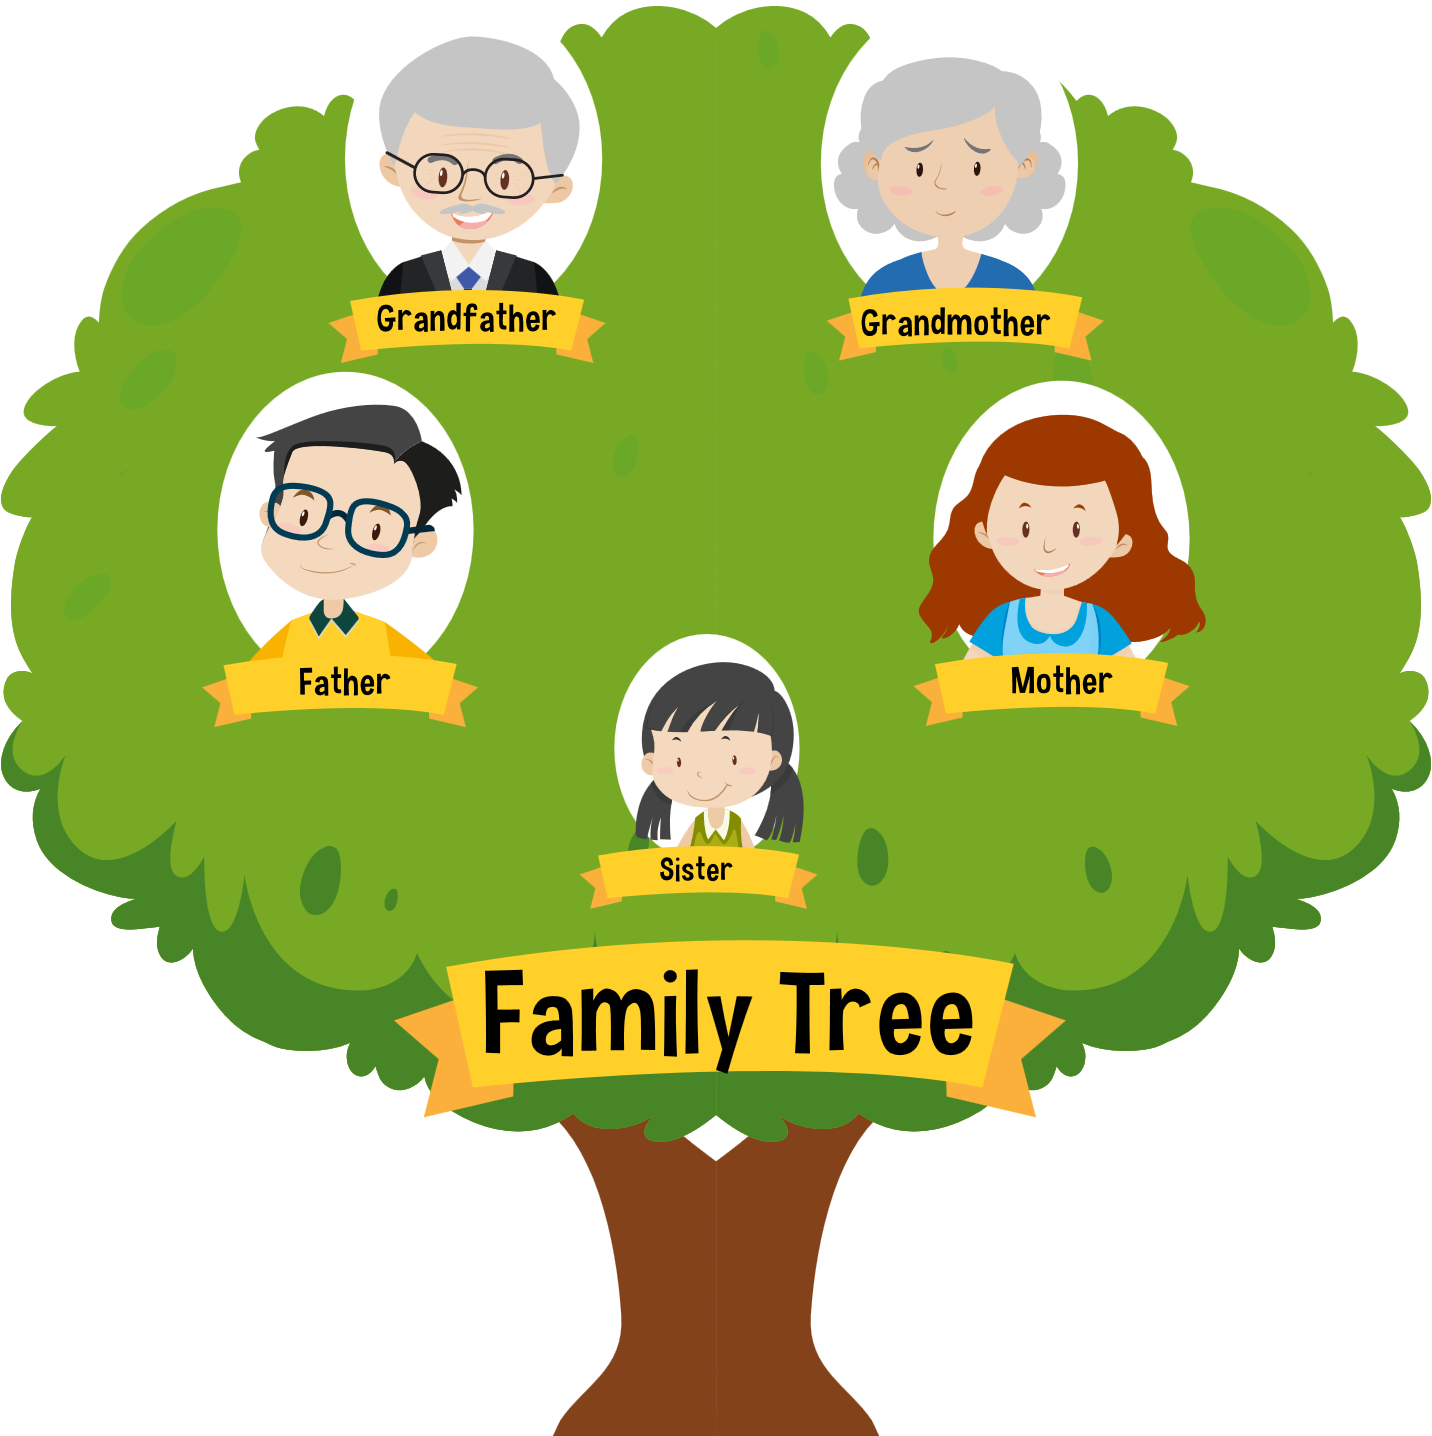 Grandfather
Grandmother
Father
Mother
Sister
Family Tree